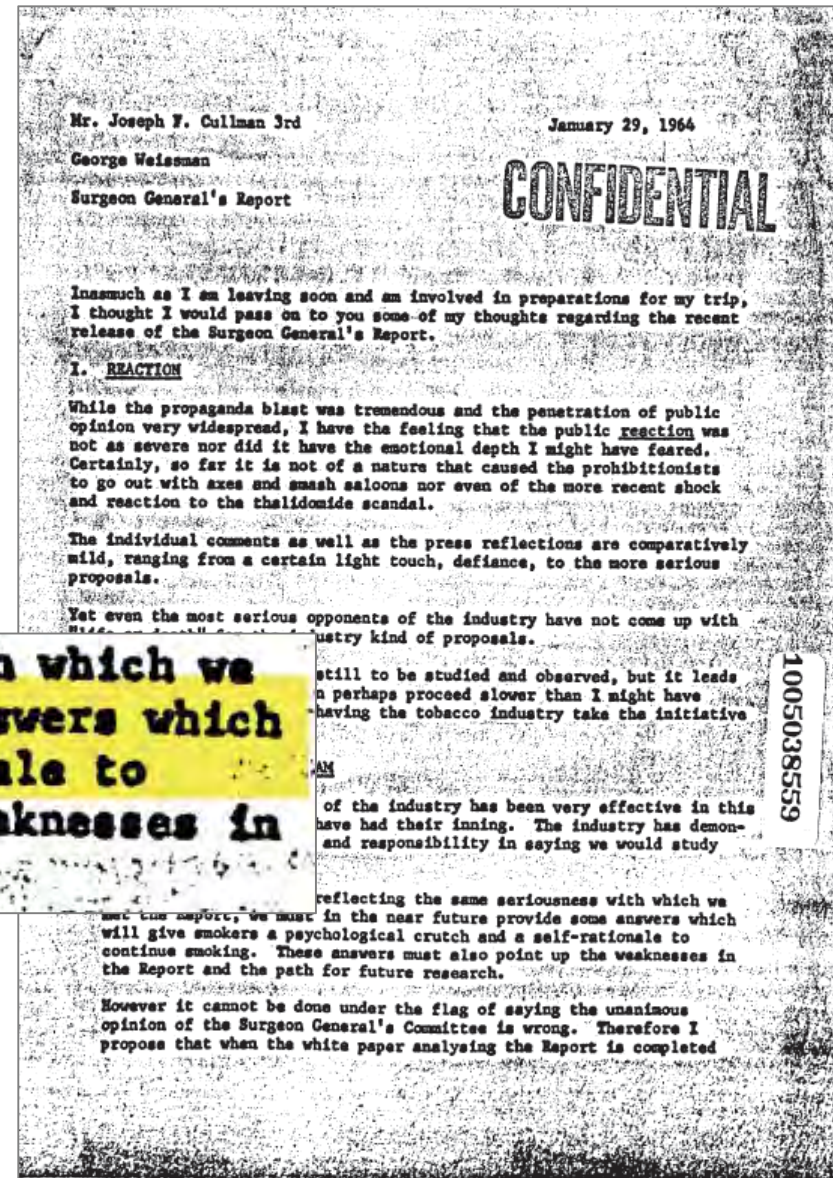 Mr. Joseph F. Cullman 3rd
January 29, 1964
George Weissman
Surgeon General's Report
CONFIDENTIAL
Inasmuch as I am leaving soon and am involved in preparations for my trip,
I thought I would pass on to you some of my thoughts regarding the recent
release of the Surgeon General's Report.
I. REACTION
While the propaganda blast was tremendous and the penetration of public
opinion very widespread, I have the feeling that the public reaction was
not as severe nor did it have the emotional depth I might have feared.
Certainly, so far it is not of a nature that caused the prohibitionists
to go out with axes and smash saloons nor even of the more recent shock
and reaction to the thalidomide scandal.
The individual comments as well as the press reflections are comparatively
mild, ranging from a certain light touch, defiance, to the more serious
proposals.
Yet even the most serious opponents of the industry have not come up with
ustry kind of proposals.
still to be studied and observed, but it leads
n perhaps proceed slower than I might have
having the tobacco industry take the initiative
AM
of the industry has been very effective in this
have had their inning. The industry has demon-
and responsibility in saying we would study
reflecting the same seriousness with which we
met the Report, we must in the near future provide some answers which
will give smokers a psychological crutch and a self-rationale to
continue smoking. These answers must also point up the weaknesses in
the Report and the path for future research.
However it cannot be done under the flag of saying the unanimous
opinion of the Surgeon General's Committee is wrong. Therefore I
propose that when the white paper analysing the Report is completed
h which we
swers which
ale to
aknesses in
1005038559